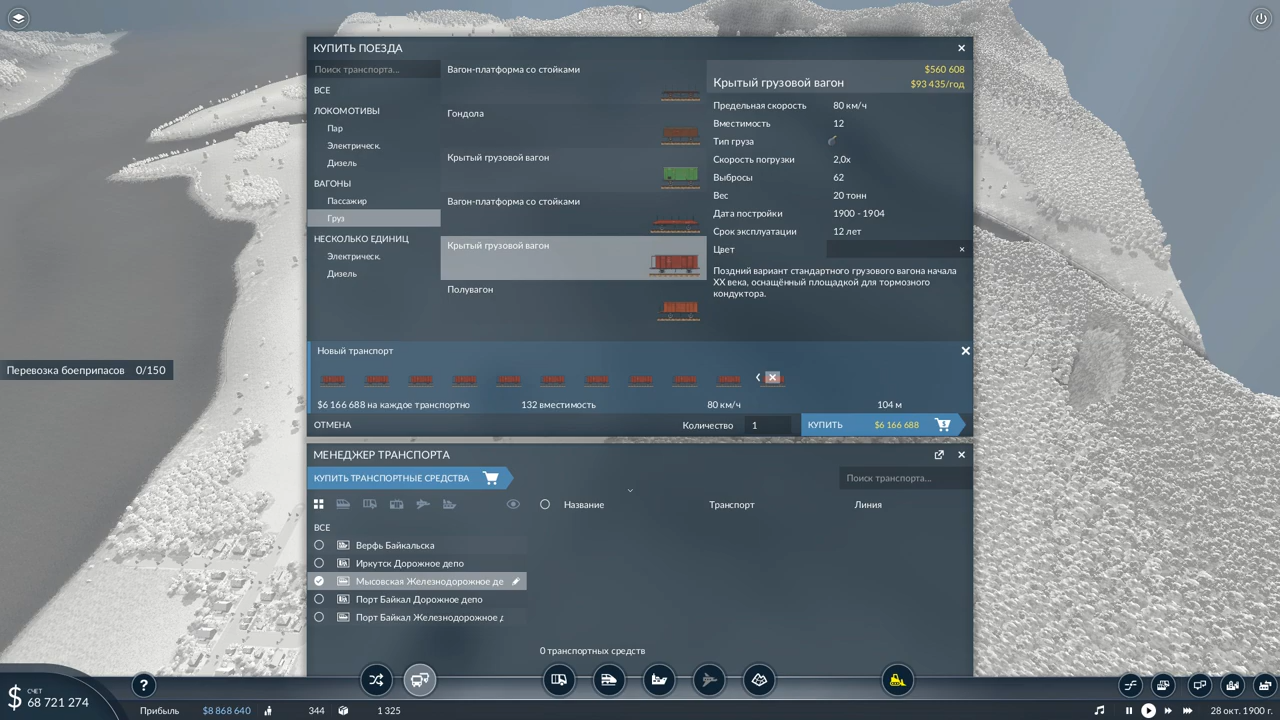 КУПИТЬ ПОЕЗДА
Поиск транспорта...
ВСЕ
ЛОКОМОТИВЫ
Пар
Электрическ.
Дизель
ВАГОНЫ
Пассажир
Груз
НЕСКОЛЬКО ЕДИНИЦ
Электрическ.
Дизель
Вагон-платформа со стойками
Гондола
Крытый грузовой вагон
Вагон-платформа со стойками
Крытый грузовой вагон
Полувагон
Крытый грузовой вагон
$560 608
$93 435/год
Предельная скорость 80 км/ч
Вместимость 12
Тип груза
Скорость погрузки 2,0x
Выбросы 62
Вес 20 тонн
Дата постройки 1900 - 1904
Срок эксплуатации 12 лет
Цвет
Поздний вариант стандартного грузового вагона начала
XX века, оснащённый площадкой для тормозного
кондуктора.
Перевозка боеприпасов 0/150
Новый транспорт
$6 166 688 на каждое транспортно 132 вместимость 80 км/ч 104 м
ОТМЕНА Количество 1 КУПИТЬ $6 166 688
МЕНЕДЖЕР ТРАНСПОРТА
КУПИТЬ ТРАНСПОРТНЫЕ СРЕДСТВА
Поиск транспорта...
Название Транспорт Линия
ВСЕ
Верфь Байкальска
Иркутск Дорожное депо
Мысовская Железнодорожное де
Порт Байкал Дорожное депо
Порт Байкал Железнодорожное д
0 транспортных средств
$ СЧЕТ
68 721 274
?
Прибыль $8 868 640 344 1 325
28 окт. 1900 г.